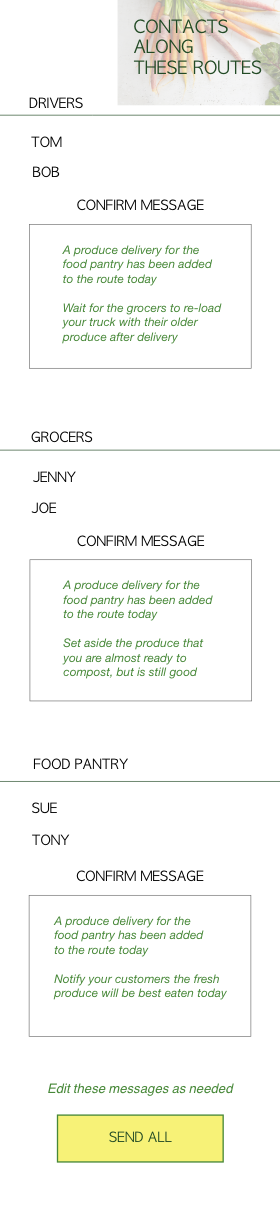 CONTACTS
ALONG
THESE ROUTES
DRIVERS
TOM
BOB
CONFIRM MESSAGE
A produce delivery for the
food pantry has been added
to the route today
Wait for the grocers to re-load
your truck with their older
produce after delivery
GROCERS
JENNY
JOE
CONFIRM MESSAGE
A produce delivery for the
food pantry has been added
to the route today
Set aside the produce that
you are almost ready to
compost, but is still good
FOOD PANTRY
SUE
TONY
CONFIRM MESSAGE
A produce delivery for the
food pantry has been added
to the route today
Notify your customers the fresh
produce will be best eaten today
Edit these messages as needed
SEND ALL